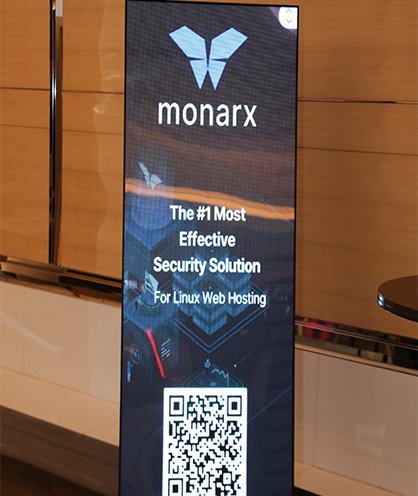 monarx
The #1 Most
Effective
Security Solution
For Linux Web Hosting